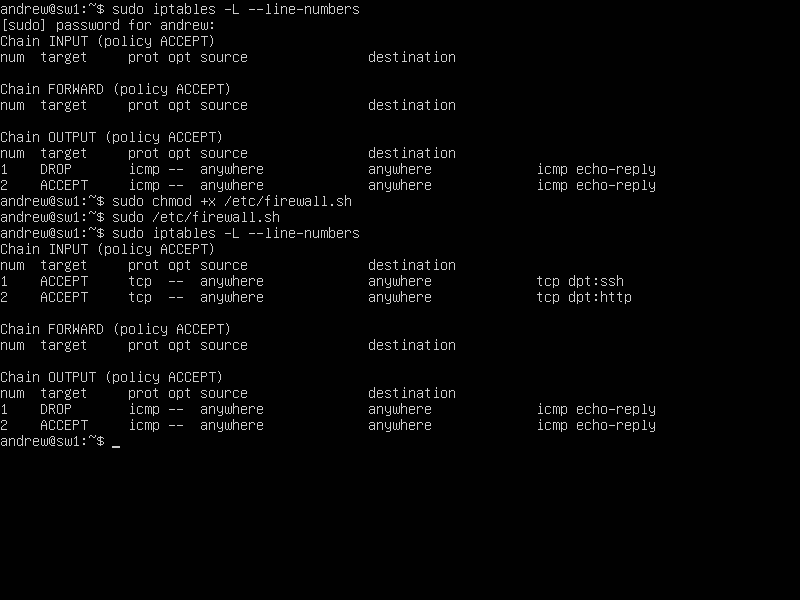 andrew@sw1:~$ sudo iptables -L --line-numbers
[sudo] password for andrew:
Chain INPUT (policy ACCEPT)
num  target     prot opt source               destination
Chain FORWARD (policy ACCEPT)
num  target     prot opt source               destination
Chain OUTPUT (policy ACCEPT)
num  target     prot opt source               destination
1    DROP       icmp --  anywhere             anywhere             icmp echo-reply
2    ACCEPT     icmp --  anywhere             anywhere             icmp echo-reply
andrew@sw1:~$ sudo chmod +x /etc/firewall.sh
andrew@sw1:~$ sudo /etc/firewall.sh
andrew@sw1:~$ sudo iptables -L --line-numbers
Chain INPUT (policy ACCEPT)
num  target     prot opt source               destination
1    ACCEPT     tcp  --  anywhere             anywhere             tcp dpt:ssh
2    ACCEPT     tcp  --  anywhere             anywhere             tcp dpt:http
Chain FORWARD (policy ACCEPT)
num  target     prot opt source               destination
Chain OUTPUT (policy ACCEPT)
num  target     prot opt source               destination
1    DROP       icmp --  anywhere             anywhere             icmp echo-reply
2    ACCEPT     icmp --  anywhere             anywhere             icmp echo-reply
andrew@sw1:~$ _